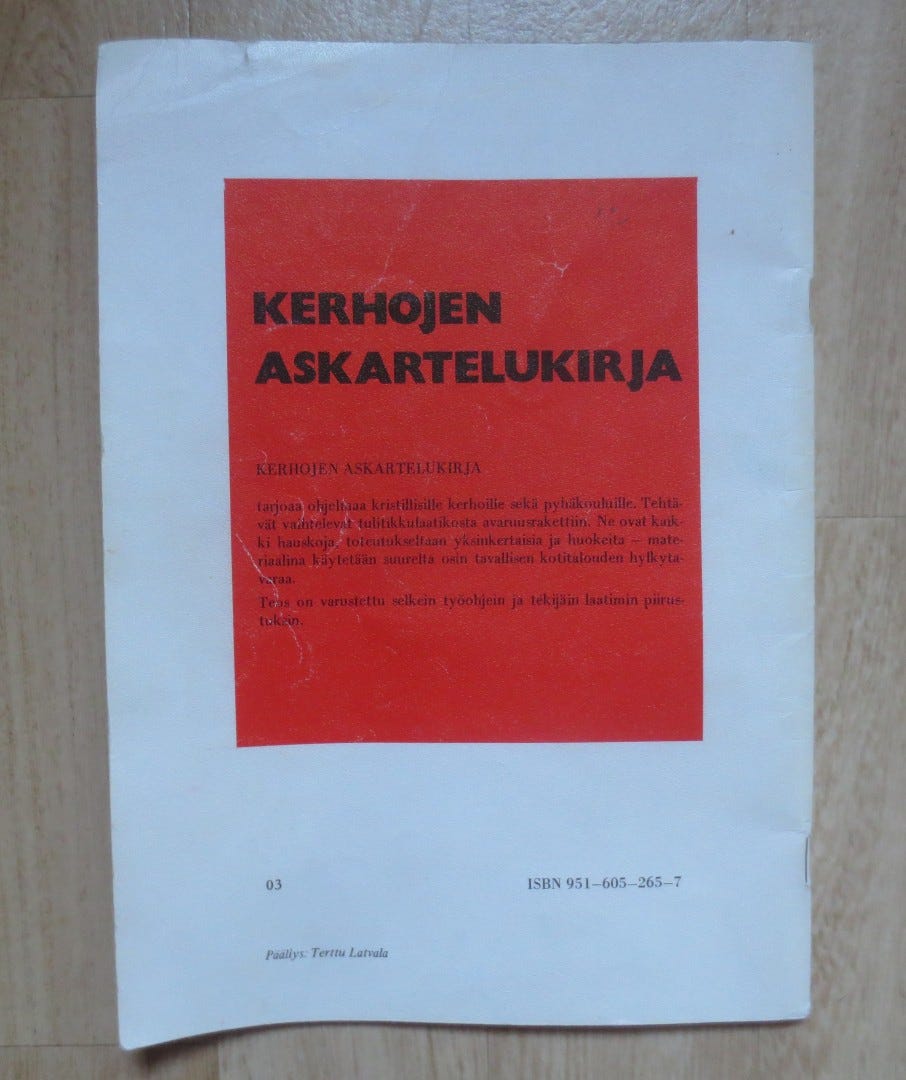 KERHOJEN
ASKARTELUKIRJA
KERHOJEN ASKARTELUKIRJA
tarjoaa ohjelmaa kristillisille kerhoille sekä pyhäkouluille. Tehtä-
vät vaihtelevat tulitikkulaatikosta avaruusrakettiin. Ne ovat kaik-
ki hauskoja, toteutukseltaan yksinkertaisia ja huokeita – mate-
riaalina käytetään suurelta osin tavallisen kotitalouden hylkyta-
varaa.
Teos on varustettu selkein työohjein ja tekijäin laatimin piirus-
tuksin.
03
ISBN 951–605–265–7
Päällys: Terttu Latvala